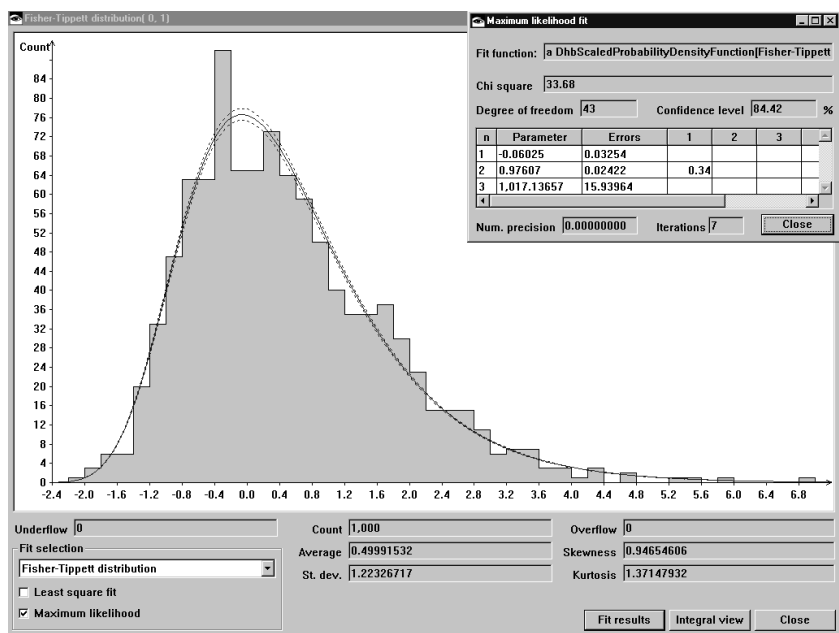 Fisher-Tippett distribution( 0, 1)
Count
84
80
76
72
68
64
60
56
52
48
44
40
36
32
28
24
20
16
12
8
4
0
-2.4 -2.0 -1.6 -1.2 -0.8 -0.4 0.0 0.4 0.8 1.2 1.6 2.0 2.4 2.8 3.2 3.6 4.0 4.4 4.8 5.2 5.6 6.0 6.4 6.8
Maximum likelihood fit
Fit function: a DhbScaledProbabilityDensityFunction[Fisher-Tippett
Chi square 33.68
Degree of freedom 43 Confidence level 84.42 %
n Parameter Errors 1 2 3
1 -0.06025 0.03254
2 0.97607 0.02422 0.34
3 1,017.13657 15.93964
Num. precision 0.00000000 Iterations 7 Close
Underflow 0 Count 1,000 Overflow 0
Fit selection Average 0.49991532 Skewness 0.94654606
Fisher-Tippett distribution St. dev. 1.22326717 Kurtosis 1.37147932
Least square fit
Maximum likelihood
Fit results Integral view Close